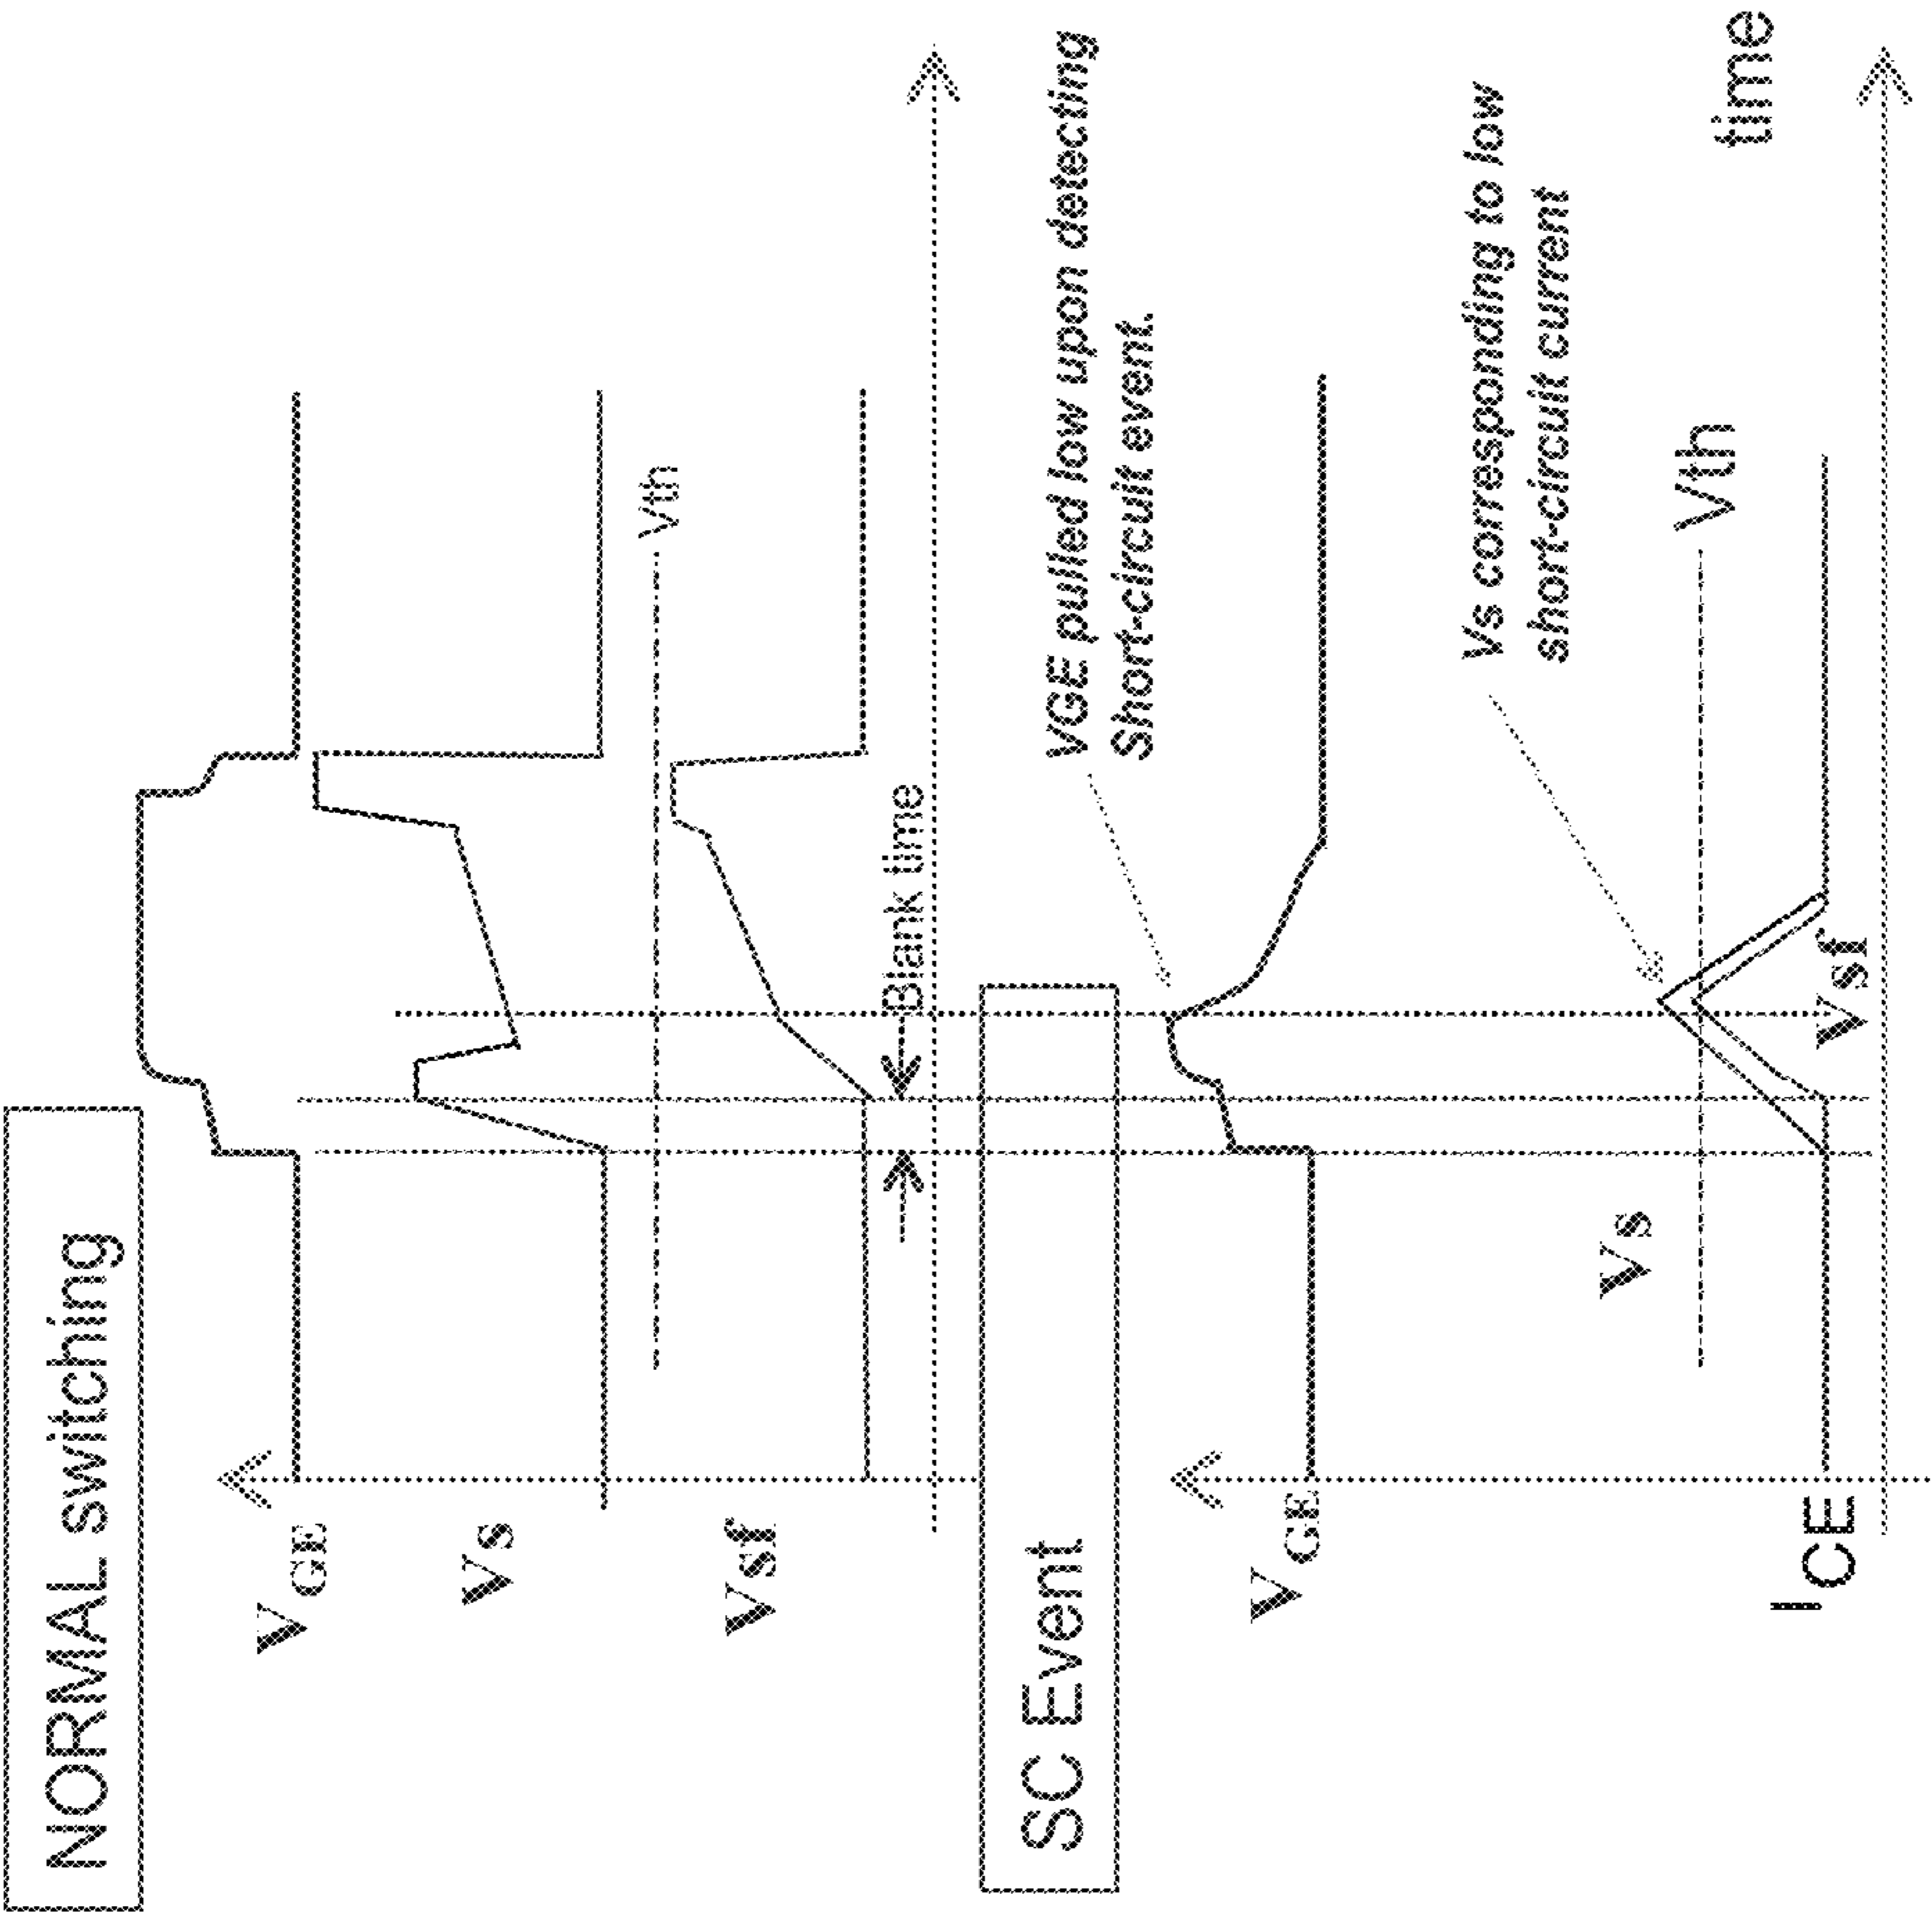 NORMAL switching
VGE
Vs
Vth
Vsf
Blank time
SC Event
VGE pulled low upon detecting
Short-circuit event.
VGE
Vs corresponding to low
short-circuit current
Vs
Vth
time
Vsf
ICE